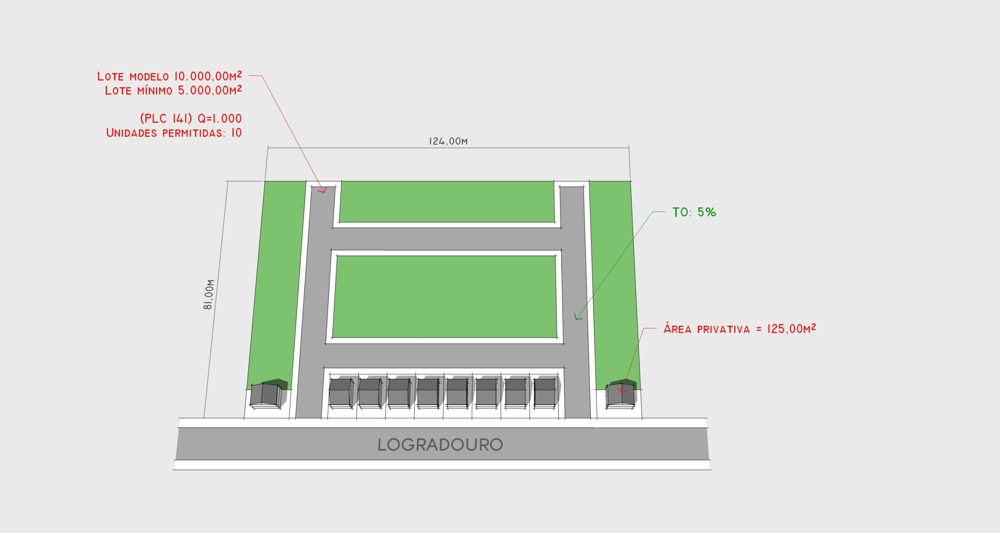 Lote modelo 10.000,00m²
Lote mínimo 5.000,00m²
(PLC 141) Q=1.000
Unidades permitidas: 10
124,00m
TO: 5%
81,00m
Área privativa = 125,00m²
LOGRADOURO